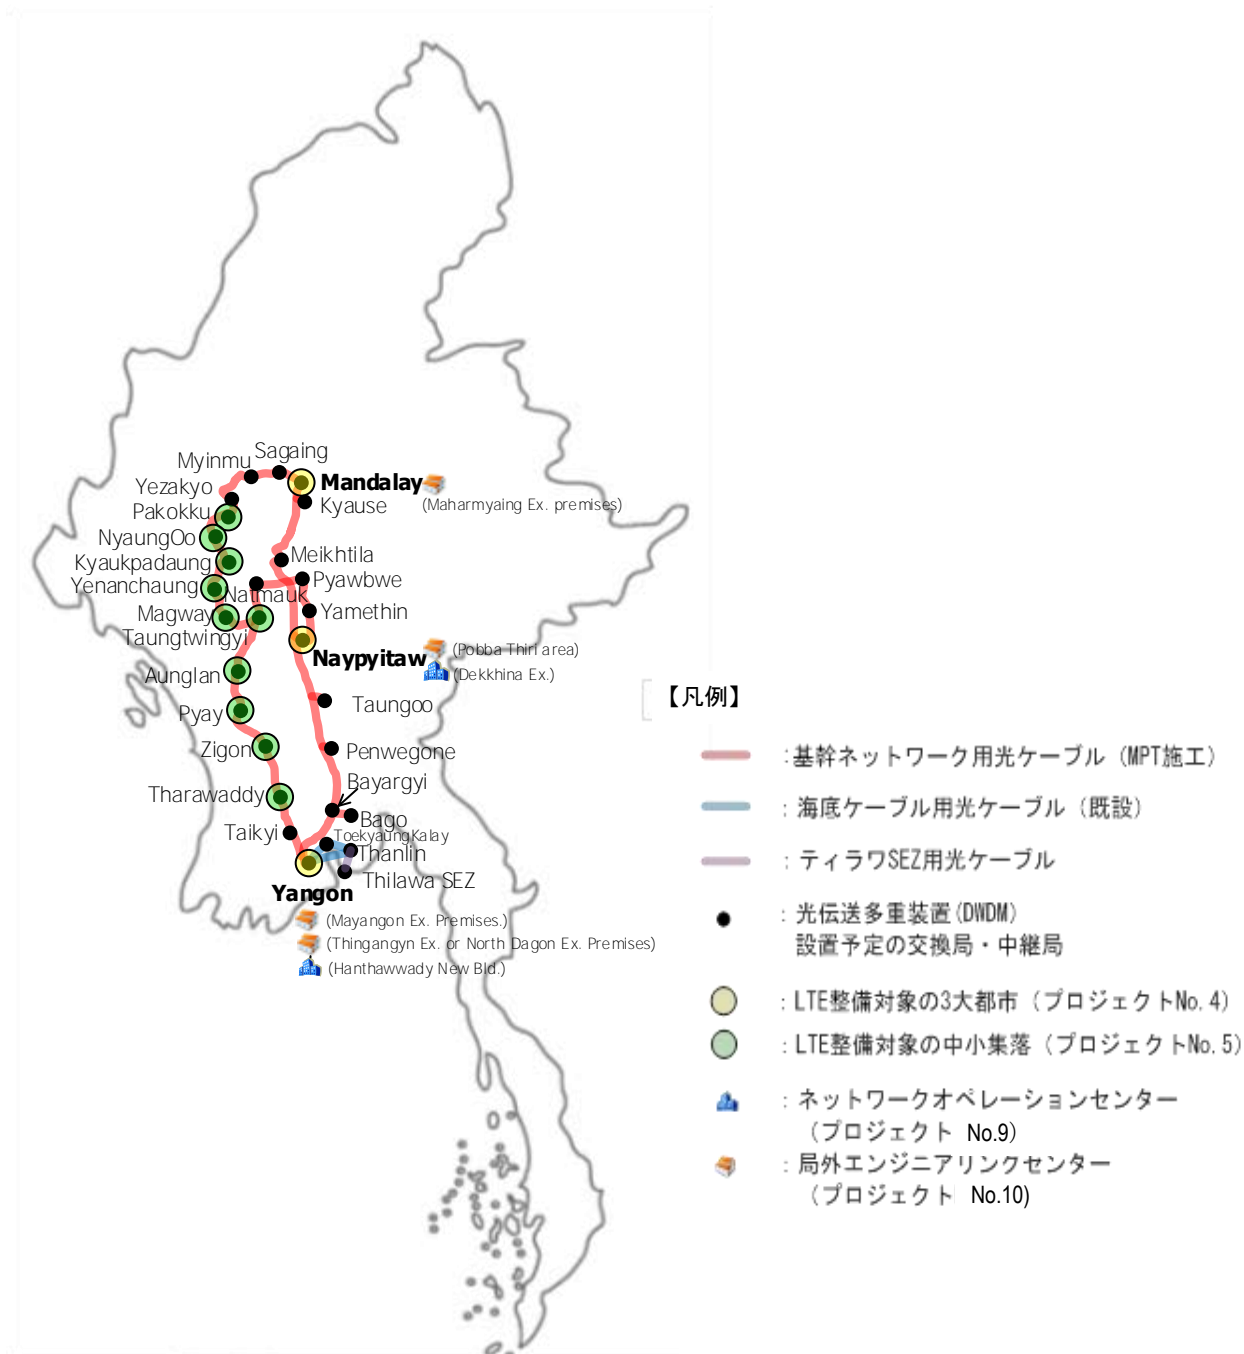 Sagaing
Myinmu
Mandalay
Yezakyo
Kyause
(Maharmyaing Ex. premises)
Pakokku
NyaungOo
Meikhtila
Kyaukpadaung
Pyawbwe
Yenanchaung
Natmauk
Yamethin
Magway
Taungtwingyi
Naypyitaw
(Pobba Thiri area)
(Dekkhina Ex.)
Aunglan
Taungoo
Pyay
Zigon
Penwegone
Bayargyi
Tharawaddy
Bago
Taikyi
ToekyaungKalay
Thanlin
Thilawa SEZ
Yangon
(Mayangon Ex. Premises.)
(Thingangyn Ex. or North Dagon Ex. Premises)
(Hanthawwady New Bld.)
【凡例】
:基幹ネットワーク用光ケーブル (MPT施工)
:海底ケーブル用光ケーブル (既設)
:ティラワSEZ用光ケーブル
:光伝送多重装置(DWDM)
設置予定の交換局・中継局
:LTE整備対象の3大都市 (プロジェクトNo.4)
:LTE整備対象の中小集落 (プロジェクトNo.5)
:ネットワークオペレーションセンター
(プロジェクト No.9)
:局外エンジニアリングセンター
(プロジェクト No.10)